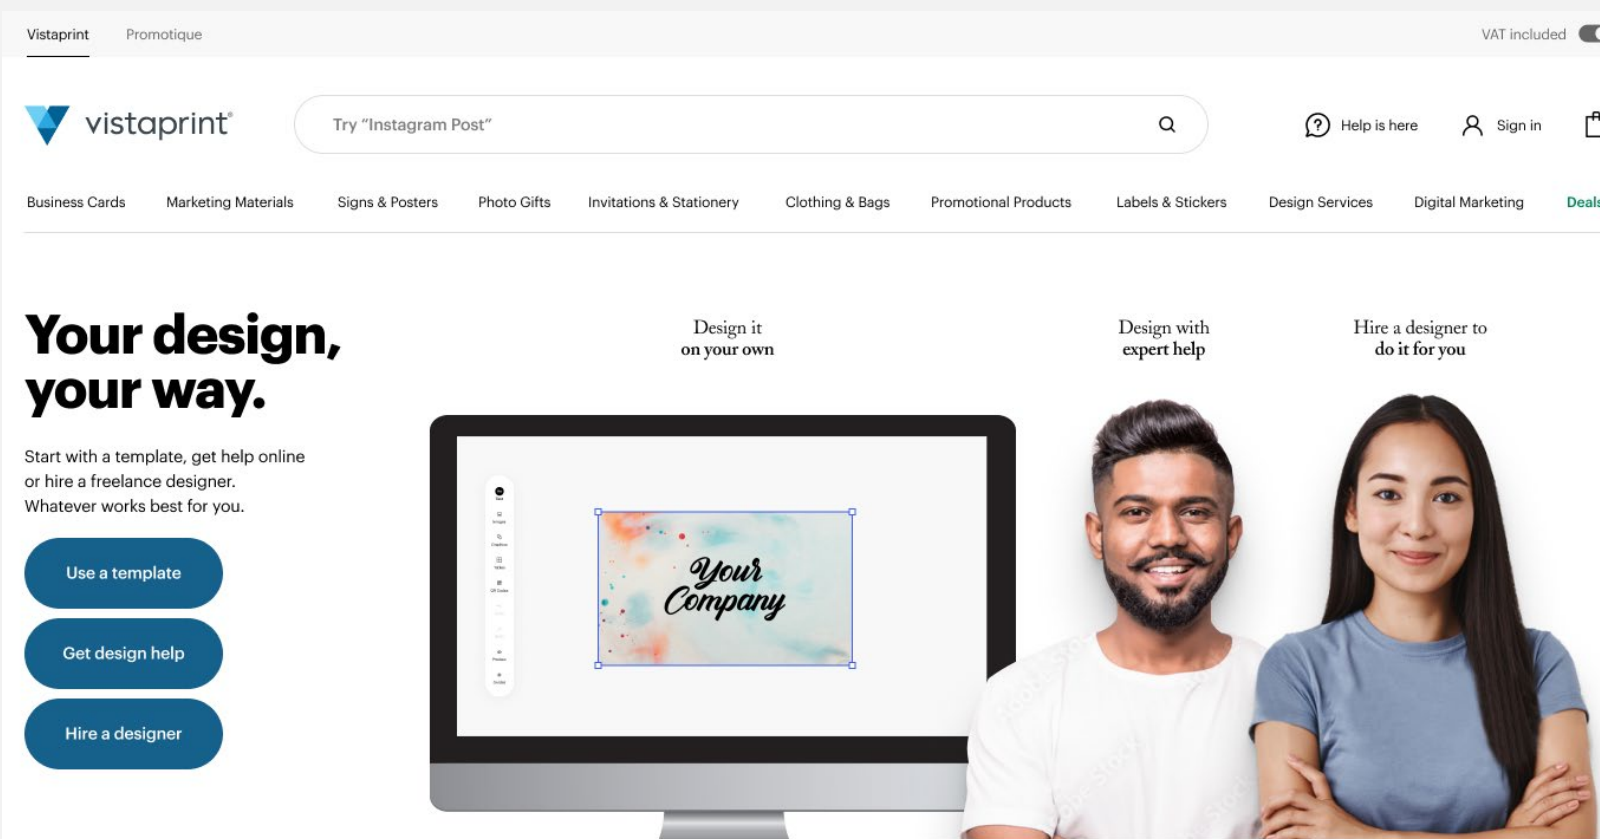 Vistaprint
Promotique
VAT included
vistaprint®
Try “Instagram Post”
Help is here
Sign in
Business Cards
Marketing Materials
Signs & Posters
Photo Gifts
Invitations & Stationery
Clothing & Bags
Promotional Products
Labels & Stickers
Design Services
Digital Marketing
Deals
Your design,
your way.
Start with a template, get help online
or hire a freelance designer.
Whatever works best for you.
Use a template
Get design help
Hire a designer
Design it
on your own
Design with
expert help
Hire a designer to
do it for you
Your
Company